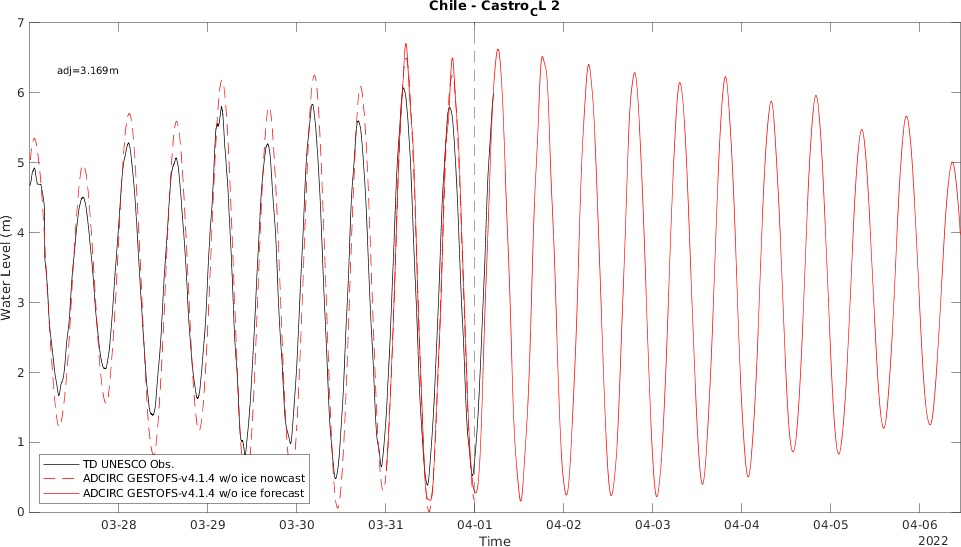 Chile - Castro_CL 2
adj=3.169m
7
6
5
4
3
2
1
0
Water Level (m)
TD UNESCO Obs.
ADCIRC GESTOFS-v4.1.4 w/o ice nowcast
ADCIRC GESTOFS-v4.1.4 w/o ice forecast
03-28 03-29 03-30 03-31 04-01 04-02 04-03 04-04 04-05 04-06
Time
2022